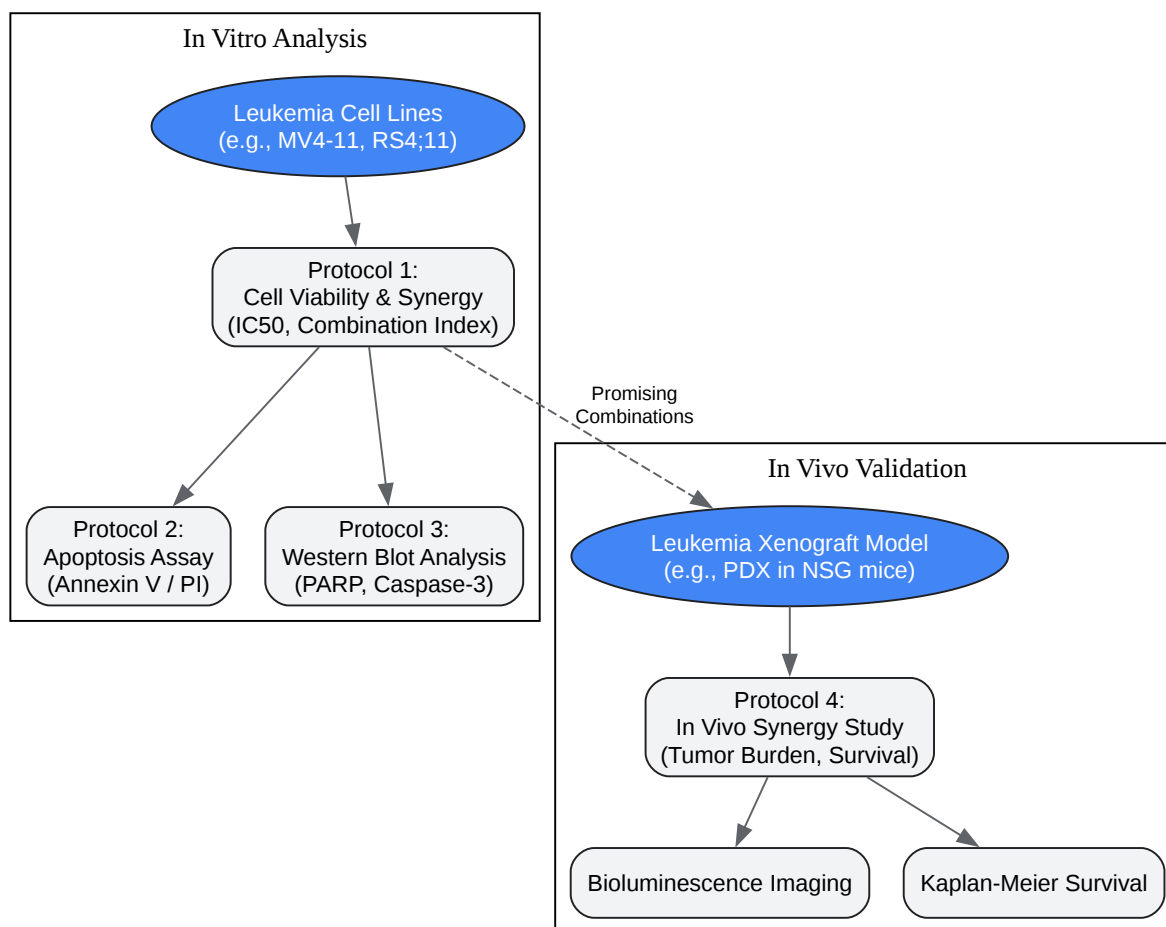 In Vitro Analysis
Leukemia Cell Lines
(e.g., MV4-11, RS4;11)
Protocol 1:
Cell Viability & Synergy
(IC50, Combination Index)
Protocol 2:
Apoptosis Assay
(Annexin V / PI)
Protocol 3:
Western Blot Analysis
(PARP, Caspase-3)
Promising
Combinations
In Vivo Validation
Leukemia Xenograft Model
(e.g., PDX in NSG mice)
Protocol 4:
In Vivo Synergy Study
(Tumor Burden, Survival)
Bioluminescence Imaging
Kaplan-Meier Survival